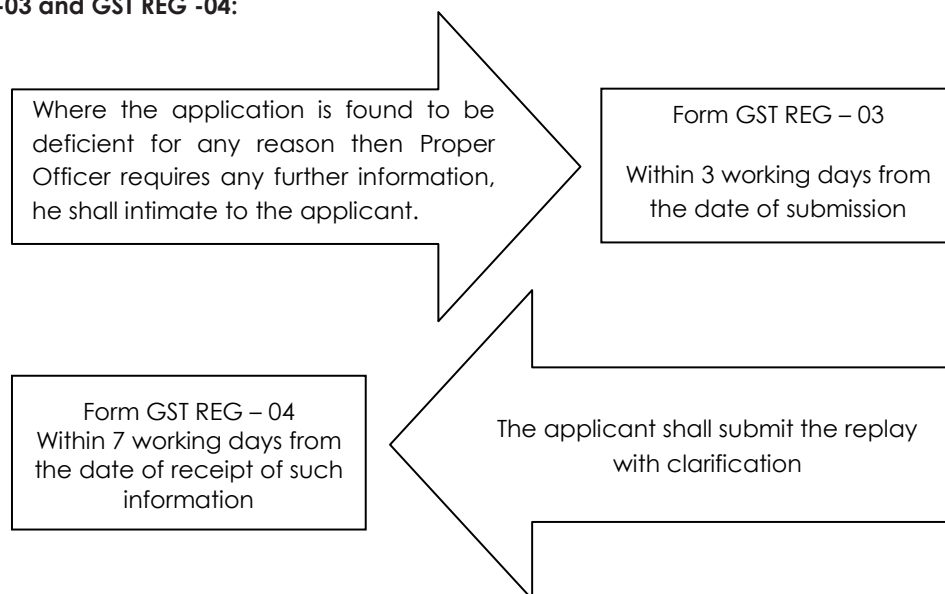 -03 and GST REG -04:
Where the application is found to be
deficient for any reason then Proper
Officer requires any further information,
he shall intimate to the applicant.
Form GST REG – 03
Within 3 working days from
the date of submission
Form GST REG – 04
Within 7 working days from
the date of receipt of such
information
The applicant shall submit the replay
with clarification